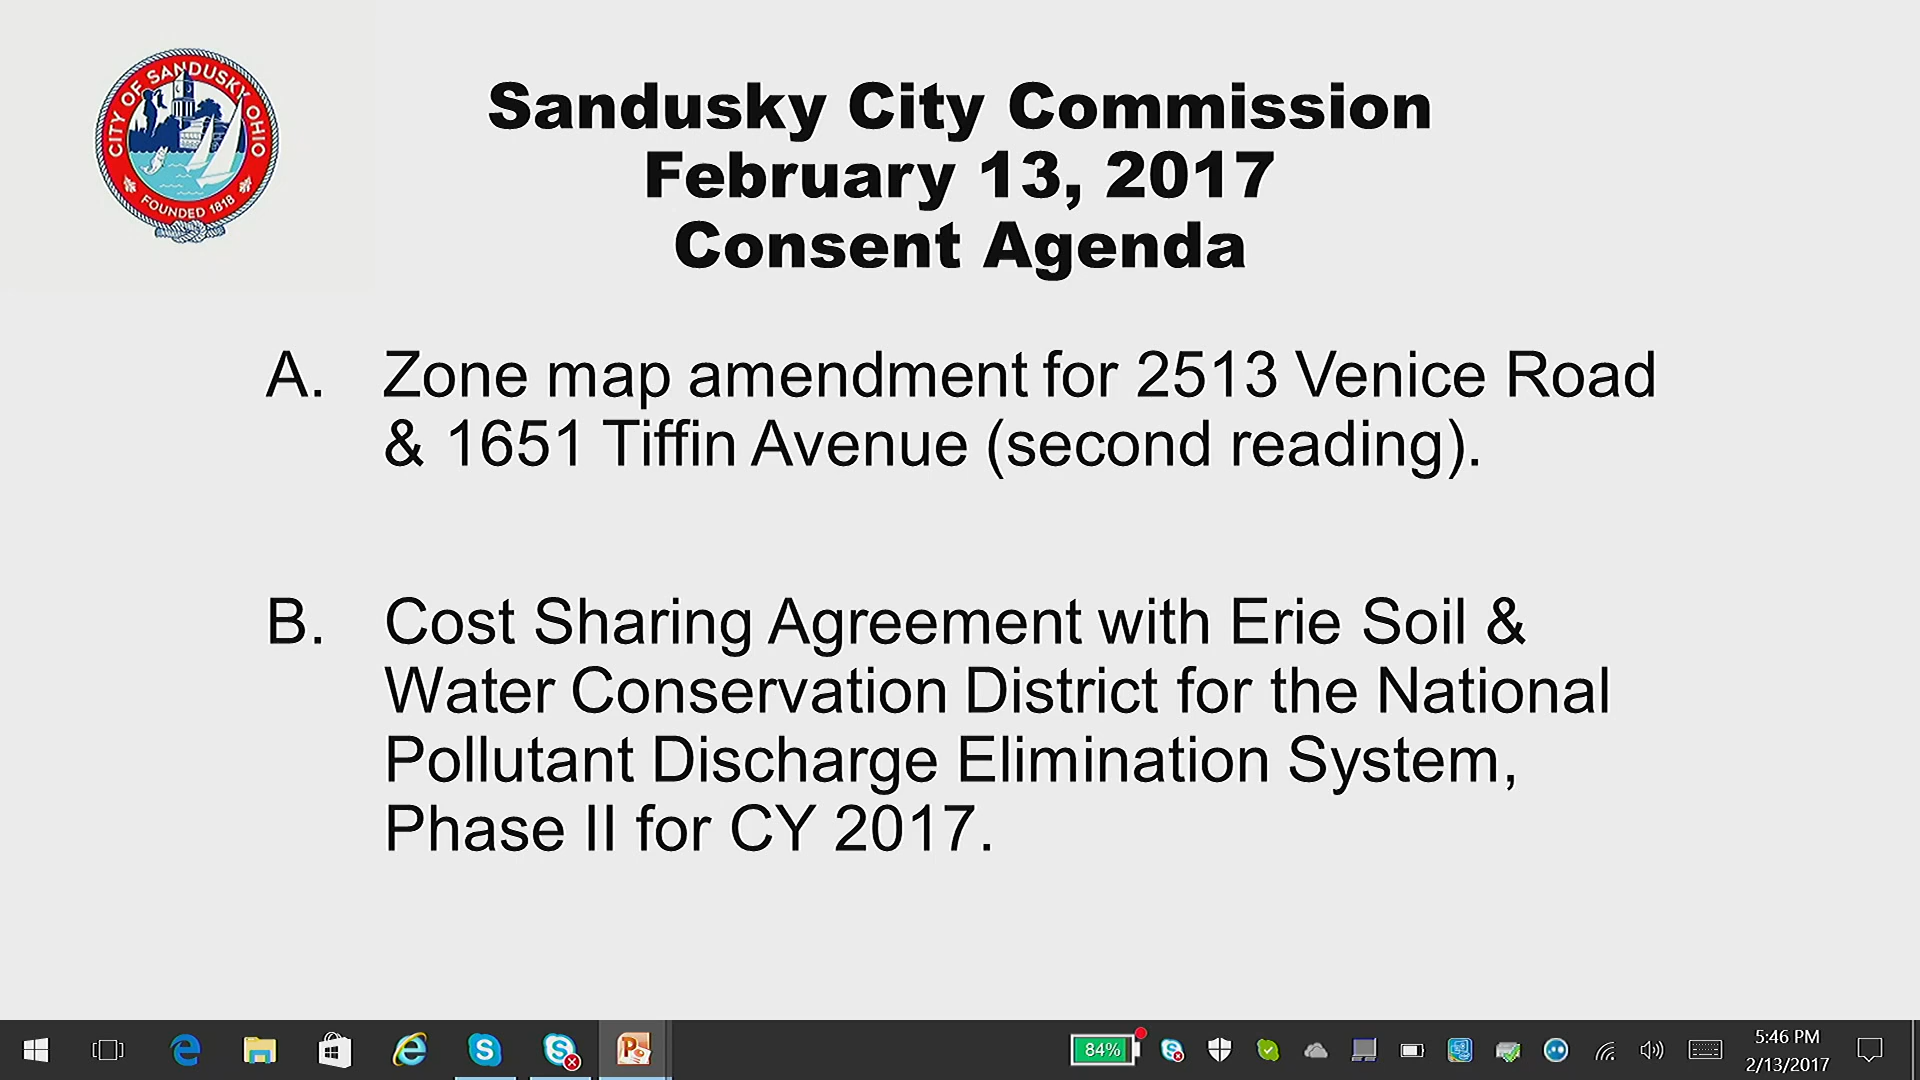 CITY OF SANDUSKY, OHIO
FOUNDED 1818
Sandusky City Commission
February 13, 2017
Consent Agenda
A. Zone map amendment for 2513 Venice Road
& 1651 Tiffin Avenue (second reading).
B. Cost Sharing Agreement with Erie Soil &
Water Conservation District for the National
Pollutant Discharge Elimination System,
Phase II for CY 2017.
84%
5:46 PM
2/13/2017